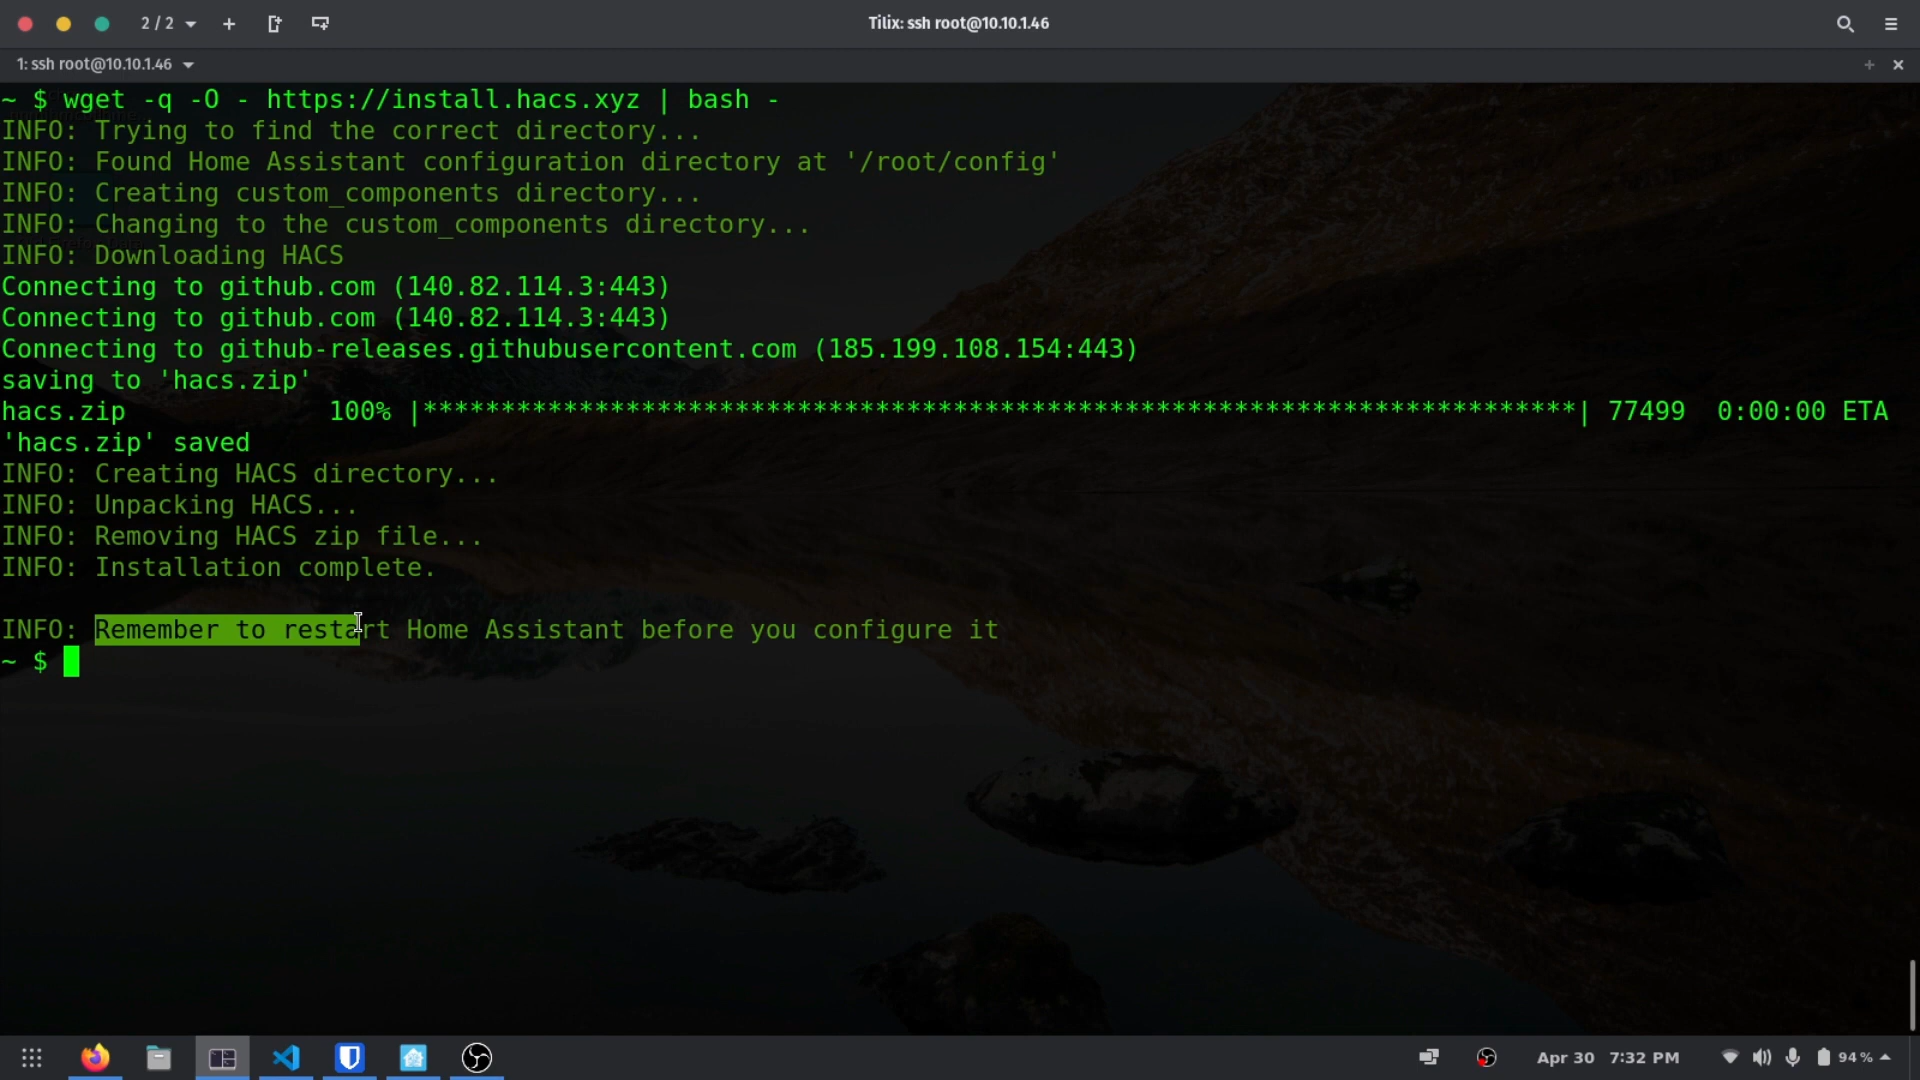 2 / 2
Tilix: ssh root@10.10.1.46
1: ssh root@10.10.1.46
~ $ wget -q -O - https://install.hacs.xyz | bash -
INFO: Trying to find the correct directory...
INFO: Found Home Assistant configuration directory at '/root/config'
INFO: Creating custom_components directory...
INFO: Changing to the custom_components directory...
INFO: Downloading HACS
Connecting to github.com (140.82.114.3:443)
Connecting to github.com (140.82.114.3:443)
Connecting to github-releases.githubusercontent.com (185.199.108.154:443)
saving to 'hacs.zip'
hacs.zip             100% |**************************************************************************| 77499  0:00:00 ETA
'hacs.zip' saved
INFO: Creating HACS directory...
INFO: Unpacking HACS...
INFO: Removing HACS zip file...
INFO: Installation complete.
INFO: Remember to restart Home Assistant before you configure it
~ $
Apr 30 7:32 PM
94 %